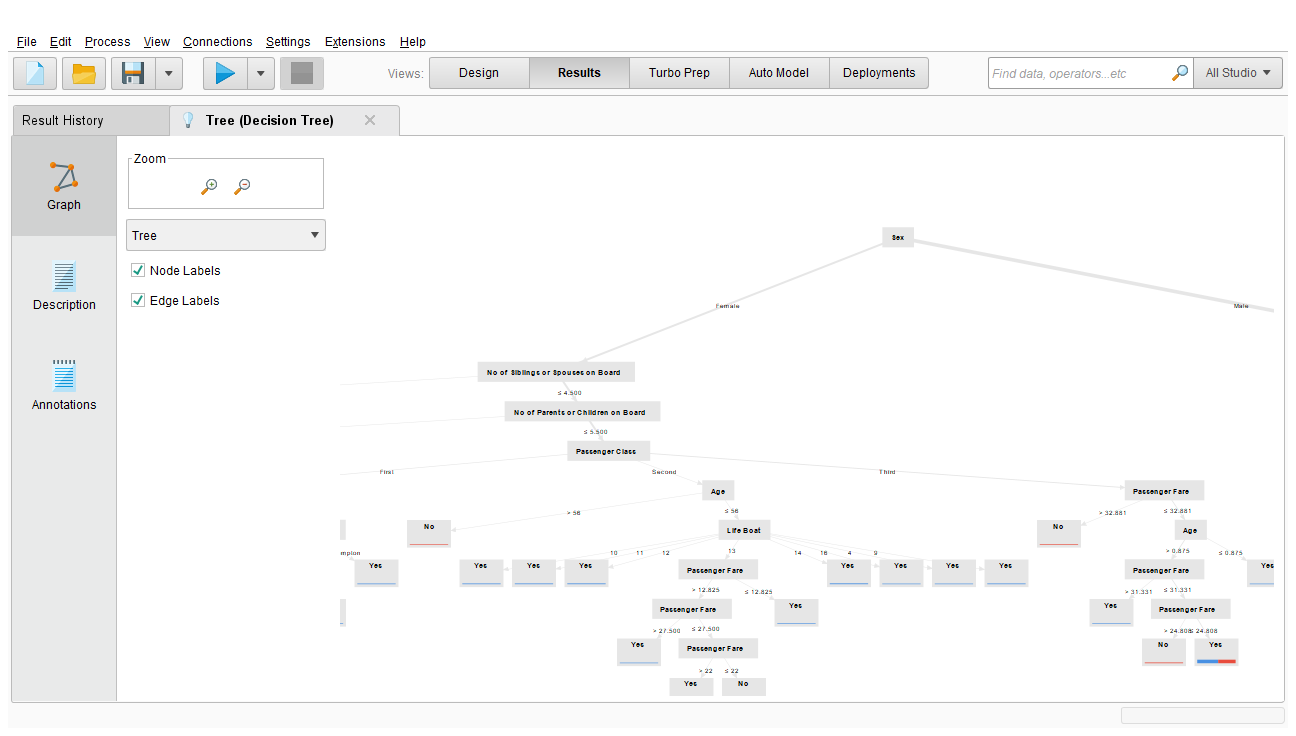 File Edit Process View Connections Settings Extensions Help
Views: Design Results Turbo Prep Auto Model Deployments Find data, operators...etc All Studio
Result History Tree (Decision Tree)
Zoom
Graph
Tree
Node Labels
Edge Labels
Description
Annotations
Sex
Female Male
No of Siblings or Spouses on Board
≤ 4.500
No of Parents or Children on Board
≤ 5.500
Passenger Class
First Second Third
Age Passenger Fare
> 56 ≤ 56 > 32.881 ≤ 32.881
No Life Boat No Age
mpton 10 11 12 13 14 16 4 9 > 0.875 ≤ 0.875
Yes Yes Yes Yes Passenger Fare Yes Yes Yes Yes Passenger Fare Yes
> 12.825 ≤ 12.825 > 31.331 ≤ 31.331
Passenger Fare Yes Yes Passenger Fare
> 27.500 ≤ 27.500 > 24.808 ≤ 24.808
Yes Passenger Fare No Yes
> 22 ≤ 22
Yes No